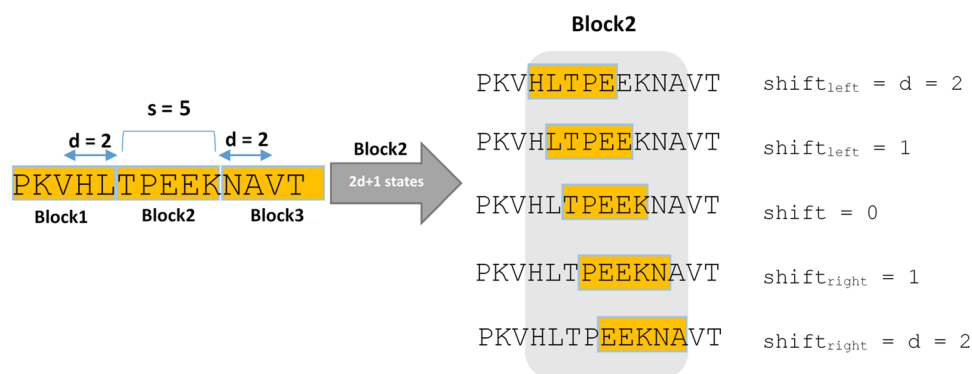 Block2
s = 5
d = 2
d = 2
PKVHLTPEEKNAVT
Block1
Block2
Block3
Block2
2d+1 states
PKVHLTPEEKNAVT
shiftleft = d = 2
PKVHLTPEEKNAVT
shiftleft = 1
PKVHLTPEEKNAVT
shift = 0
PKVHLTPEEKNAVT
shiftright = 1
PKVHLTPEEKNAVT
shiftright = d = 2